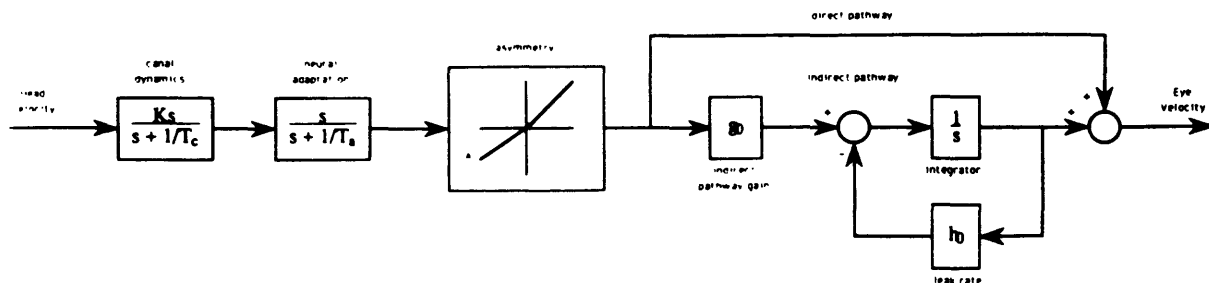 direct pathway
asymmetry
canal
dynamics
neural
adaptation
indirect pathway
Eye
Velocity
Ks
s + 1/Tc
s
s + 1/Ta
g0
1
s
+
-
+
+
integrator
indirect
pathway gain
h0
leak rate